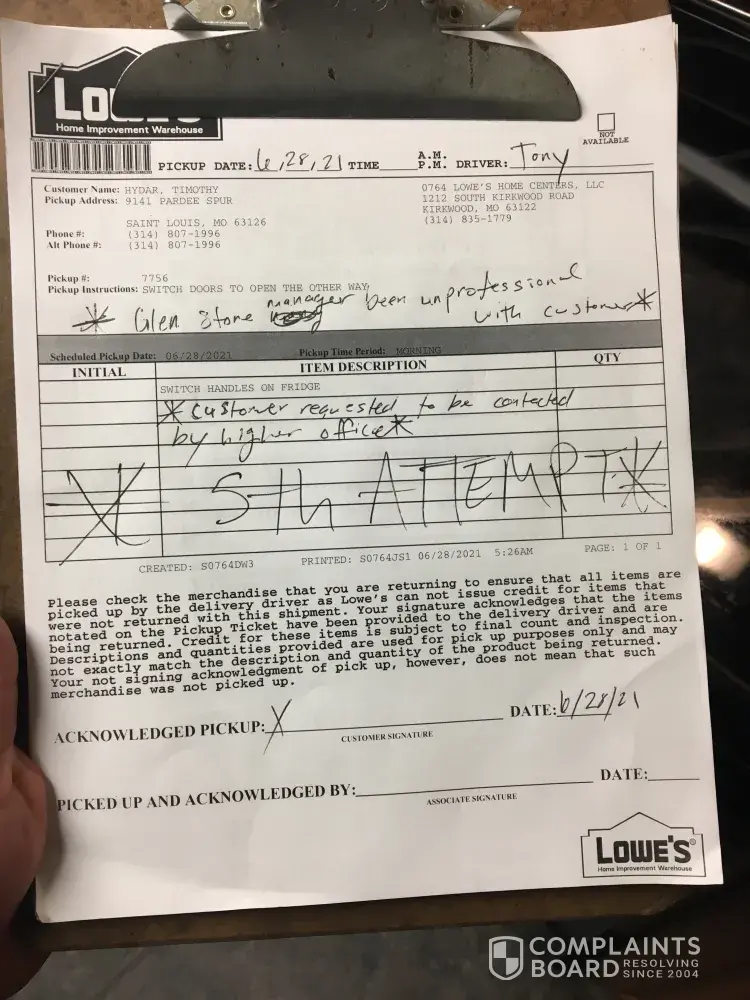 LOWE'S
Home Improvement Warehouse
NOT
AVAILABLE
PICKUP DATE: 6,28,21 TIME A.M. P.M. DRIVER: Tony
Customer Name: HYDAR, TIMOTHY
Pickup Address: 9141 PARDEE SPUR
SAINT LOUIS, MO 63126
Phone #: (314) 807-1996
Alt Phone #: (314) 807-1996
0764 LOWE'S HOME CENTERS, LLC
1212 SOUTH KIRKWOOD ROAD
KIRKWOOD, MO 63122
(314) 835-1779
Pickup #: 7756
Pickup Instructions: SWITCH DOORS TO OPEN THE OTHER WAY
Glen Stone manager been unprofessional
with customer
Scheduled Pickup Date: 06/28/2021 Pickup Time Period: MORNING
INITIAL ITEM DESCRIPTION QTY
SWITCH HANDLES ON FRIDGE
customer requested to be contacted
by higher office
5th ATTEMPT
CREATED: S0764DW3 PRINTED: S0764JS1 06/28/2021 5:26AM PAGE: 1 OF 1
Please check the merchandise that you are returning to ensure that all items are
picked up by the delivery driver as Lowe's can not issue credit for items that
were not returned with this shipment. Your signature acknowledges that the items
notated on the Pickup Ticket have been provided to the delivery driver and are
being returned. Credit for these items is subject to final count and inspection.
Descriptions and quantities provided are used for pick up purposes only and may
not exactly match the description and quantity of the product being returned.
Your not signing acknowledgment of pick up, however, does not mean that such
merchandise was not picked up.
ACKNOWLEDGED PICKUP: X DATE: 6/28/21
CUSTOMER SIGNATURE
PICKED UP AND ACKNOWLEDGED BY: DATE:
ASSOCIATE SIGNATURE
LOWE'S®
Home Improvement Warehouse
COMPLAINTS
BOARD RESOLVING
SINCE 2004